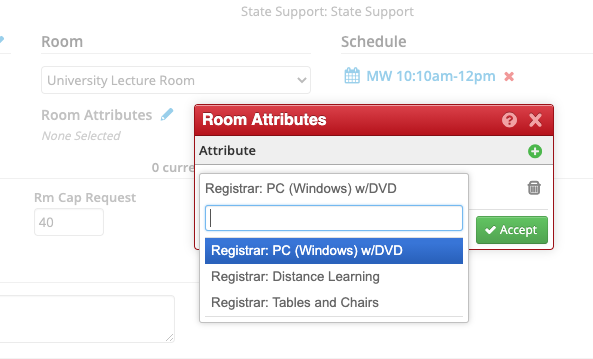 State Support: State Support
Room
Schedule
University Lecture Room
MW 10:10am-12pm
Room Attributes
None Selected
Room Attributes
Attribute
0 curre
Registrar: PC (Windows) w/DVD
Rm Cap Request
40
Accept
Registrar: PC (Windows) w/DVD
Registrar: Distance Learning
Registrar: Tables and Chairs